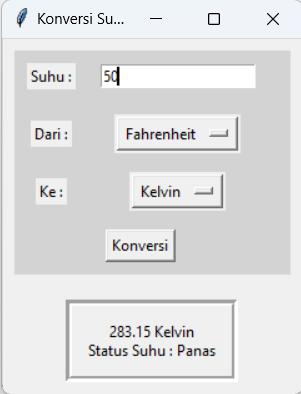 Konversi Su...
Suhu : 50
Dari : Fahrenheit
Ke : Kelvin
Konversi
283.15 Kelvin
Status Suhu : Panas